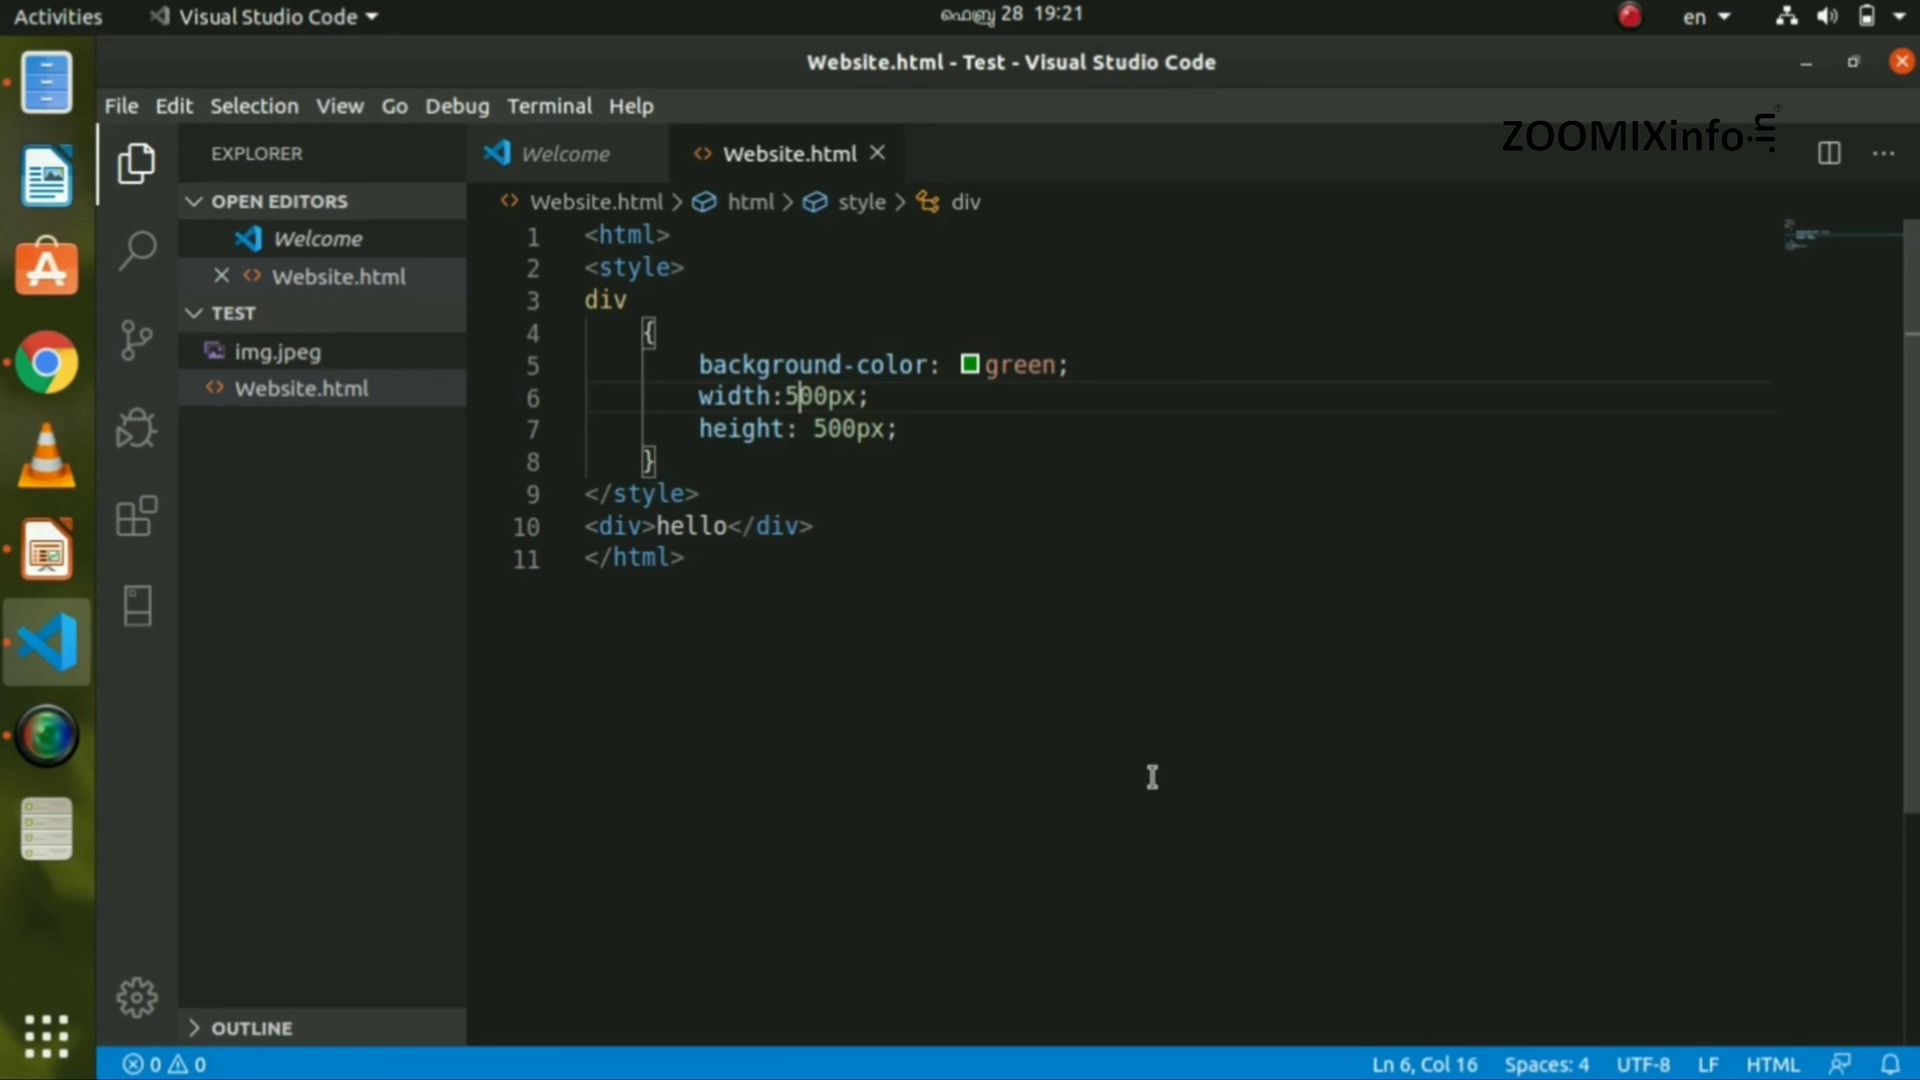 Activities
Visual Studio Code
ഫെബ്രു 28 19:21
en
Website.html - Test - Visual Studio Code
File Edit Selection View Go Debug Terminal Help
ZOOMIXinfo.in
EXPLORER
Welcome
Website.html
OPEN EDITORS
Welcome
Website.html
TEST
img.jpeg
Website.html
OUTLINE
Website.html > html > style > div
1 <html>
2 <style>
3 div
4 {
5 background-color: green;
6 width:500px;
7 height: 500px;
8 }
9 </style>
10 <div>hello</div>
11 </html>
0 0
Ln 6, Col 16 Spaces: 4 UTF-8 LF HTML